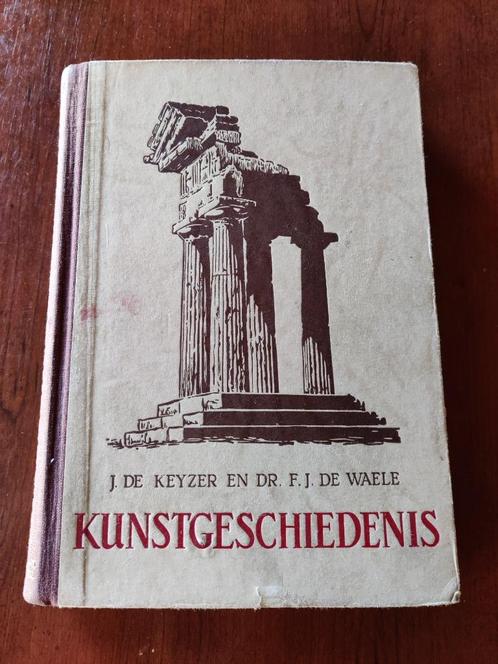 J. DE KEYZER EN DR. F. J. DE WAELE
KUNSTGESCHIEDENIS